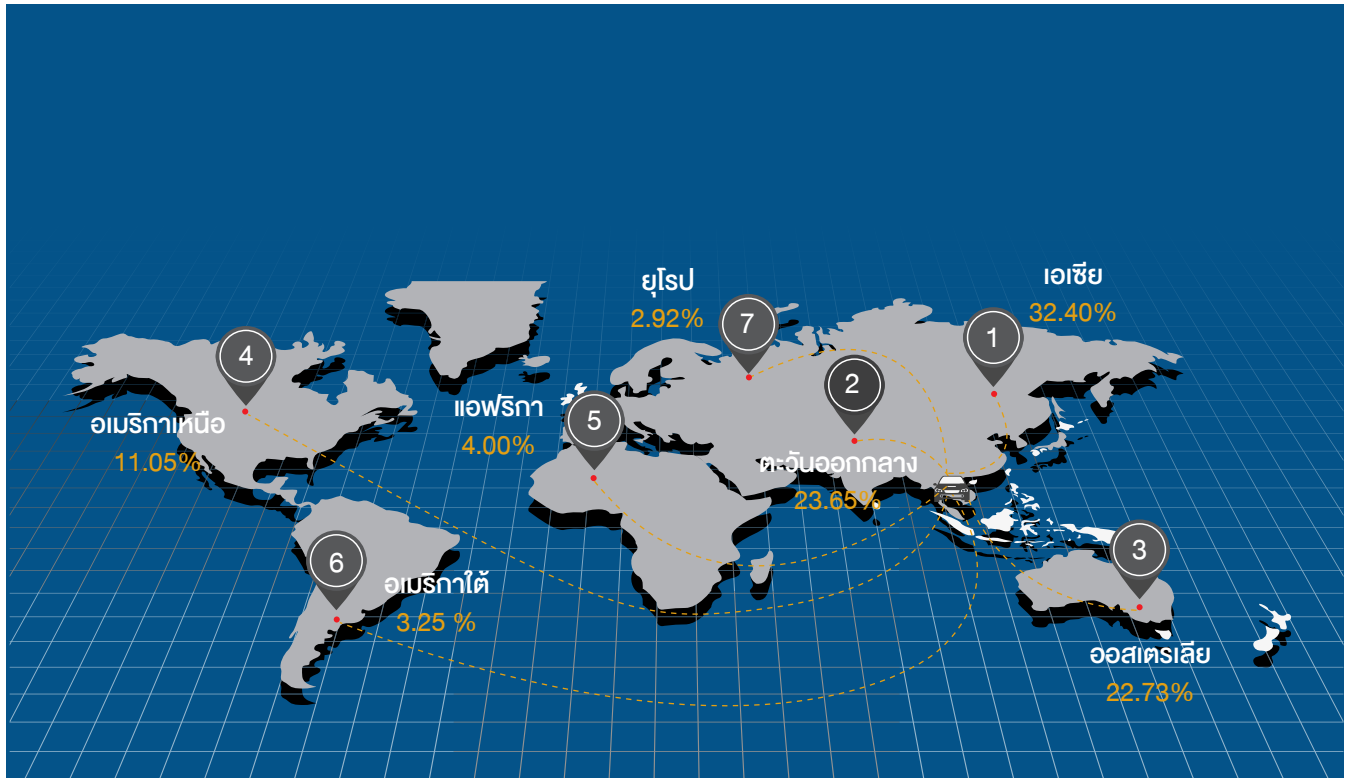 ยุโรป
2.92%
7
เอเซีย
32.40%
1
4
อเมริกาเหนือ
11.05%
แอฟริกา
4.00%
5
2
ตะวันออกกลาง
23.65%
6
อเมริกาใต้
3.25 %
3
ออสเตรเลีย
22.73%